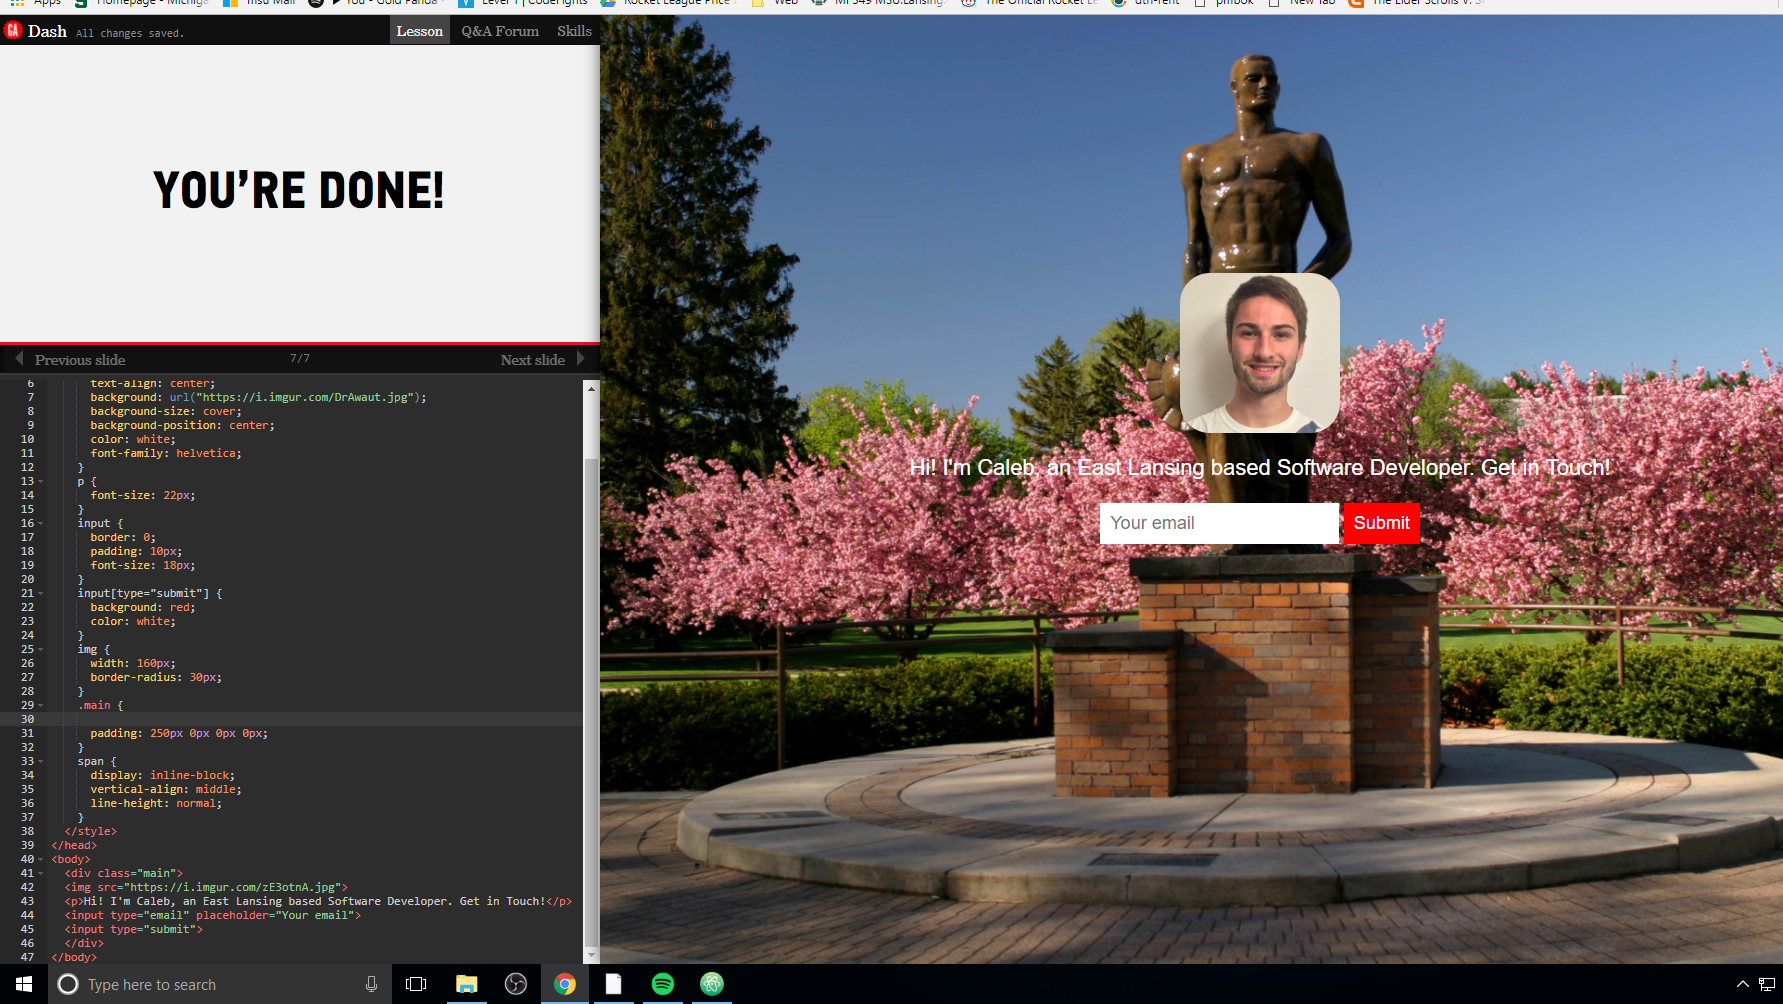 Apps
Homepage - Michiga
msu Mail
You - Gold Panda
Level 1 | CodeFights
Rocket League Price
Web
MI 349 M30:Lansing
The Official Rocket Le
dth-rent
pmbok
New Tab
The Elder Scrolls V: S
GA Dash All changes saved. Lesson Q&A Forum Skills
YOU'RE DONE!
Previous slide 7/7 Next slide
6 text-align: center;
7 background: url("https://i.imgur.com/DrAwaut.jpg");
8 background-size: cover;
9 background-position: center;
10 color: white;
11 font-family: helvetica;
12 }
13 p {
14 font-size: 22px;
15 }
16 input {
17 border: 0;
18 padding: 10px;
19 font-size: 18px;
20 }
21 input[type="submit"] {
22 background: red;
23 color: white;
24 }
25 img {
26 width: 160px;
27 border-radius: 30px;
28 }
29 .main {
30
31 padding: 250px 0px 0px 0px;
32 }
33 span {
34 display: inline-block;
35 vertical-align: middle;
36 line-height: normal;
37 }
38 </style>
39 </head>
40 <body>
41 <div class="main">
42 <img src="https://i.imgur.com/zE3otnA.jpg">
43 <p>Hi! I'm Caleb, an East Lansing based Software Developer. Get in Touch!</p>
44 <input type="email" placeholder="Your email">
45 <input type="submit">
46 </div>
47 </body>
Hi! I'm Caleb, an East Lansing based Software Developer. Get in Touch!
Your email Submit
Type here to search